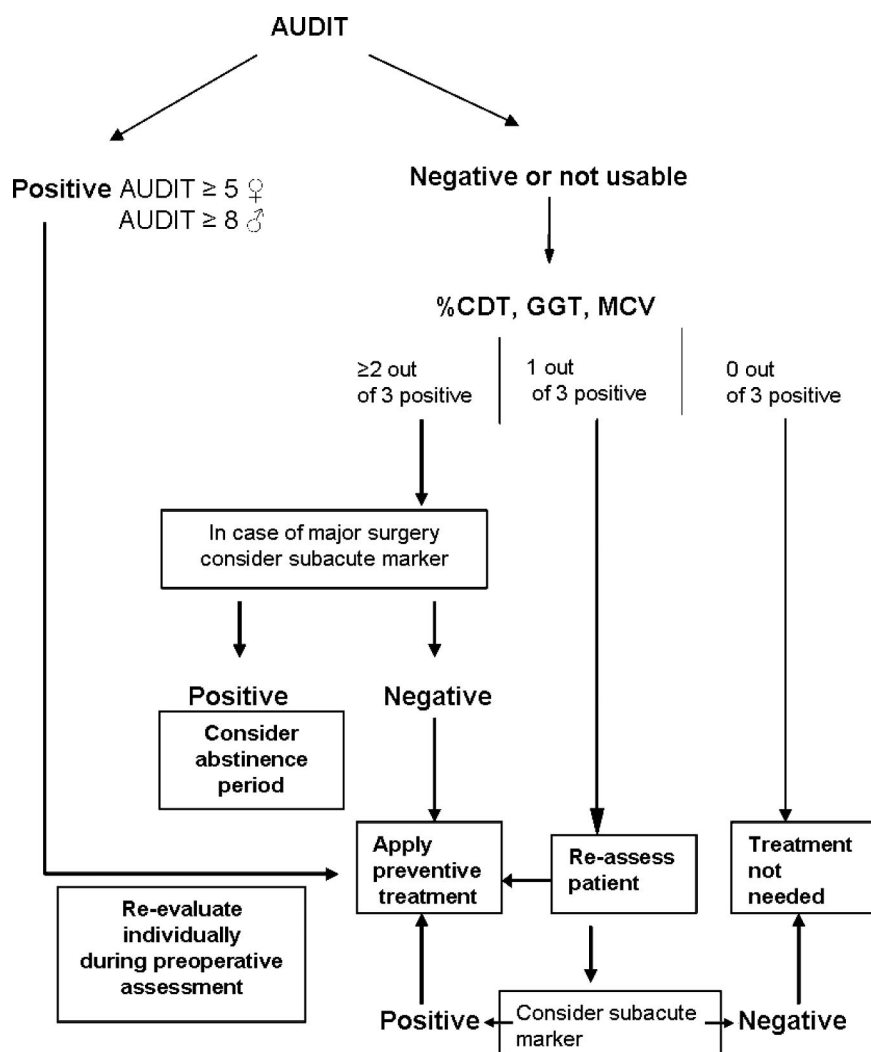 AUDIT
Positive AUDIT ≥ 5 ♀
AUDIT ≥ 8 ♂
Negative or not usable
%CDT, GGT, MCV
≥2 out
of 3 positive
1 out
of 3 positive
0 out
of 3 positive
In case of major surgery
consider subacute marker
Positive
Negative
Consider
abstinence
period
Apply
preventive
treatment
Re-assess
patient
Treatment
not
needed
Re-evaluate
individually
during preoperative
assessment
Positive
Consider subacute
marker
Negative